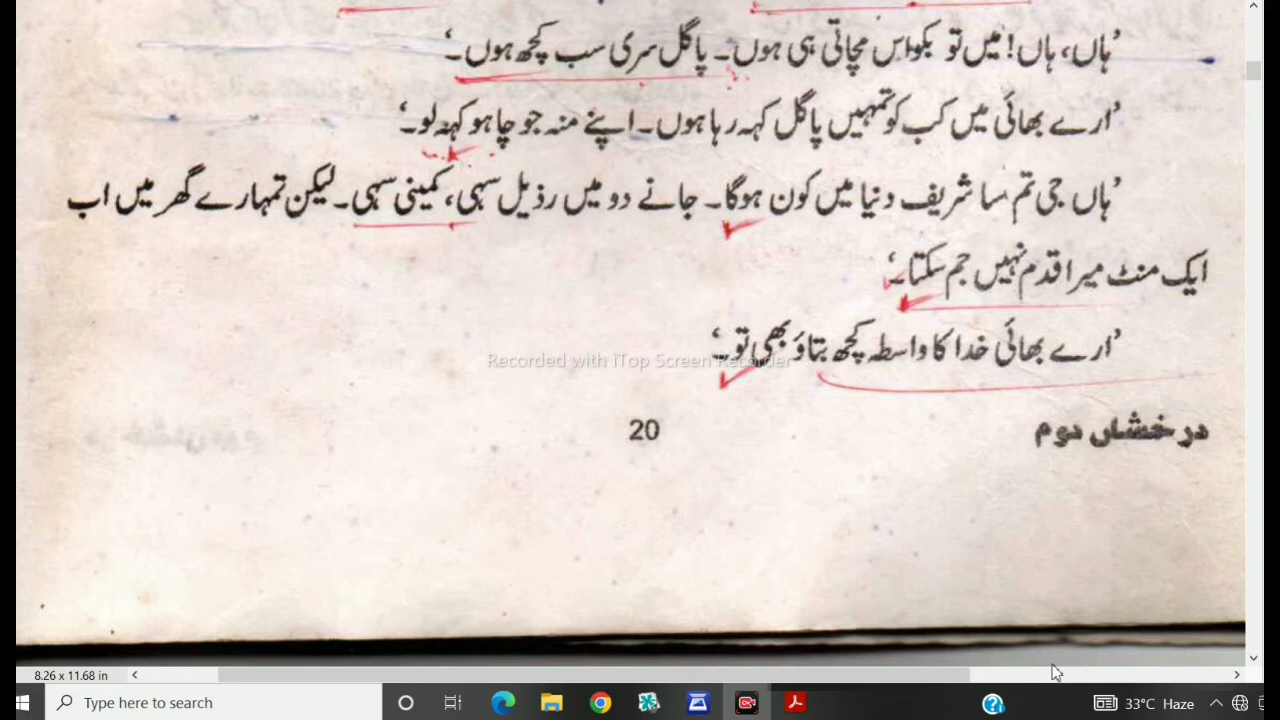 'ہاں، ہاں! میں تو بکواس مچاتی ہی ہوں۔ پاگل سری سب کچھ ہوں۔'
'ارے بھائی میں کب کو تمہیں پاگل کہہ رہا ہوں۔ اپنے منہ جو چاہو کہہ لو۔'
'ہاں جی تم سا شریف دنیا میں کون ہوگا۔ جانے دو میں رذیل سہی، کمینی سہی۔ لیکن تمہارے گھر میں اب
ایک منٹ میرا قدم نہیں جم سکتا۔'
'ارے بھائی خدا کا واسطہ کچھ بتاؤ بھی تو۔'
Recorded with iTop Screen Recorder
درخشاں دوم 20
8.26 x 11.68 in
Type here to search
33°C Haze